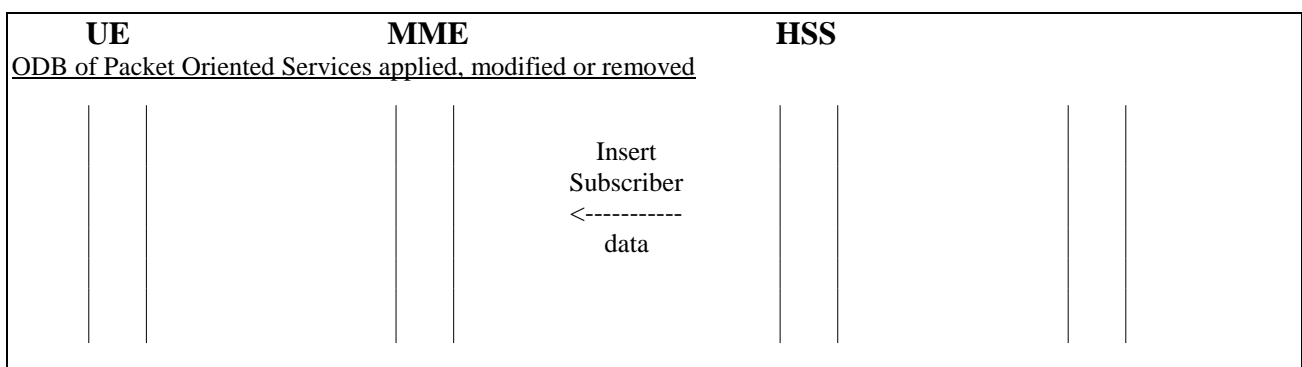 UE MME HSS
ODB of Packet Oriented Services applied, modified or removed
Insert
Subscriber
<-----------
data